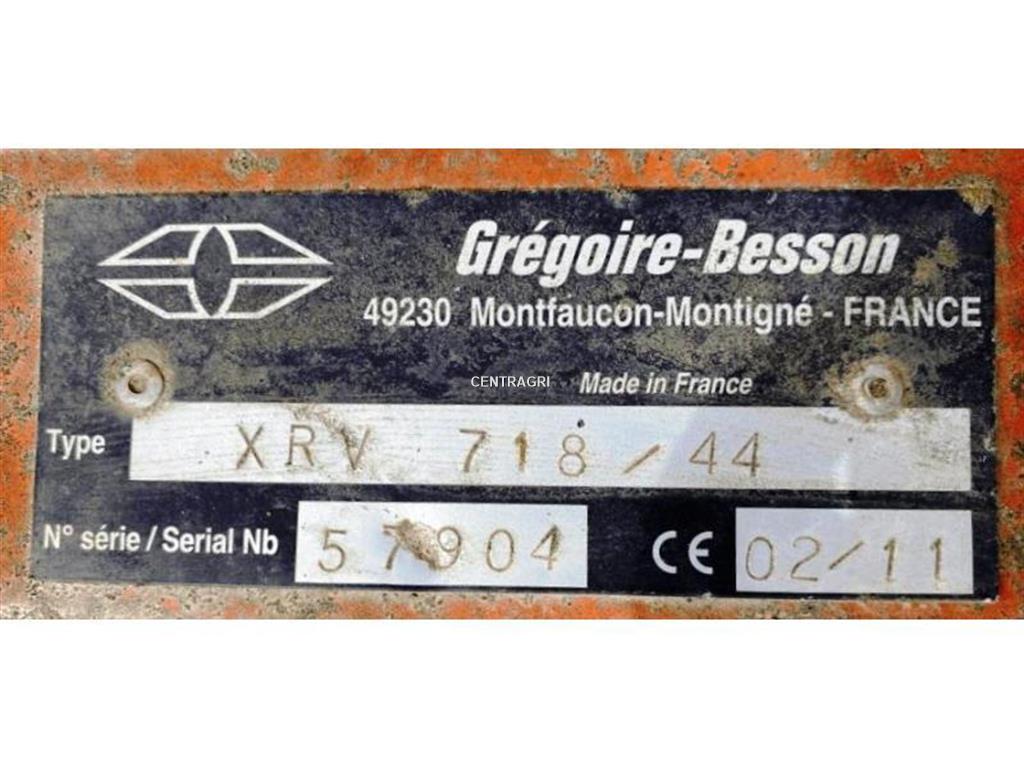 Grégoire-Besson
49230 Montfaucon-Montigné - FRANCE
CENTRAGRI Made in France
Type XRV 718/44
N° série / Serial Nb 57904 CE 02/11